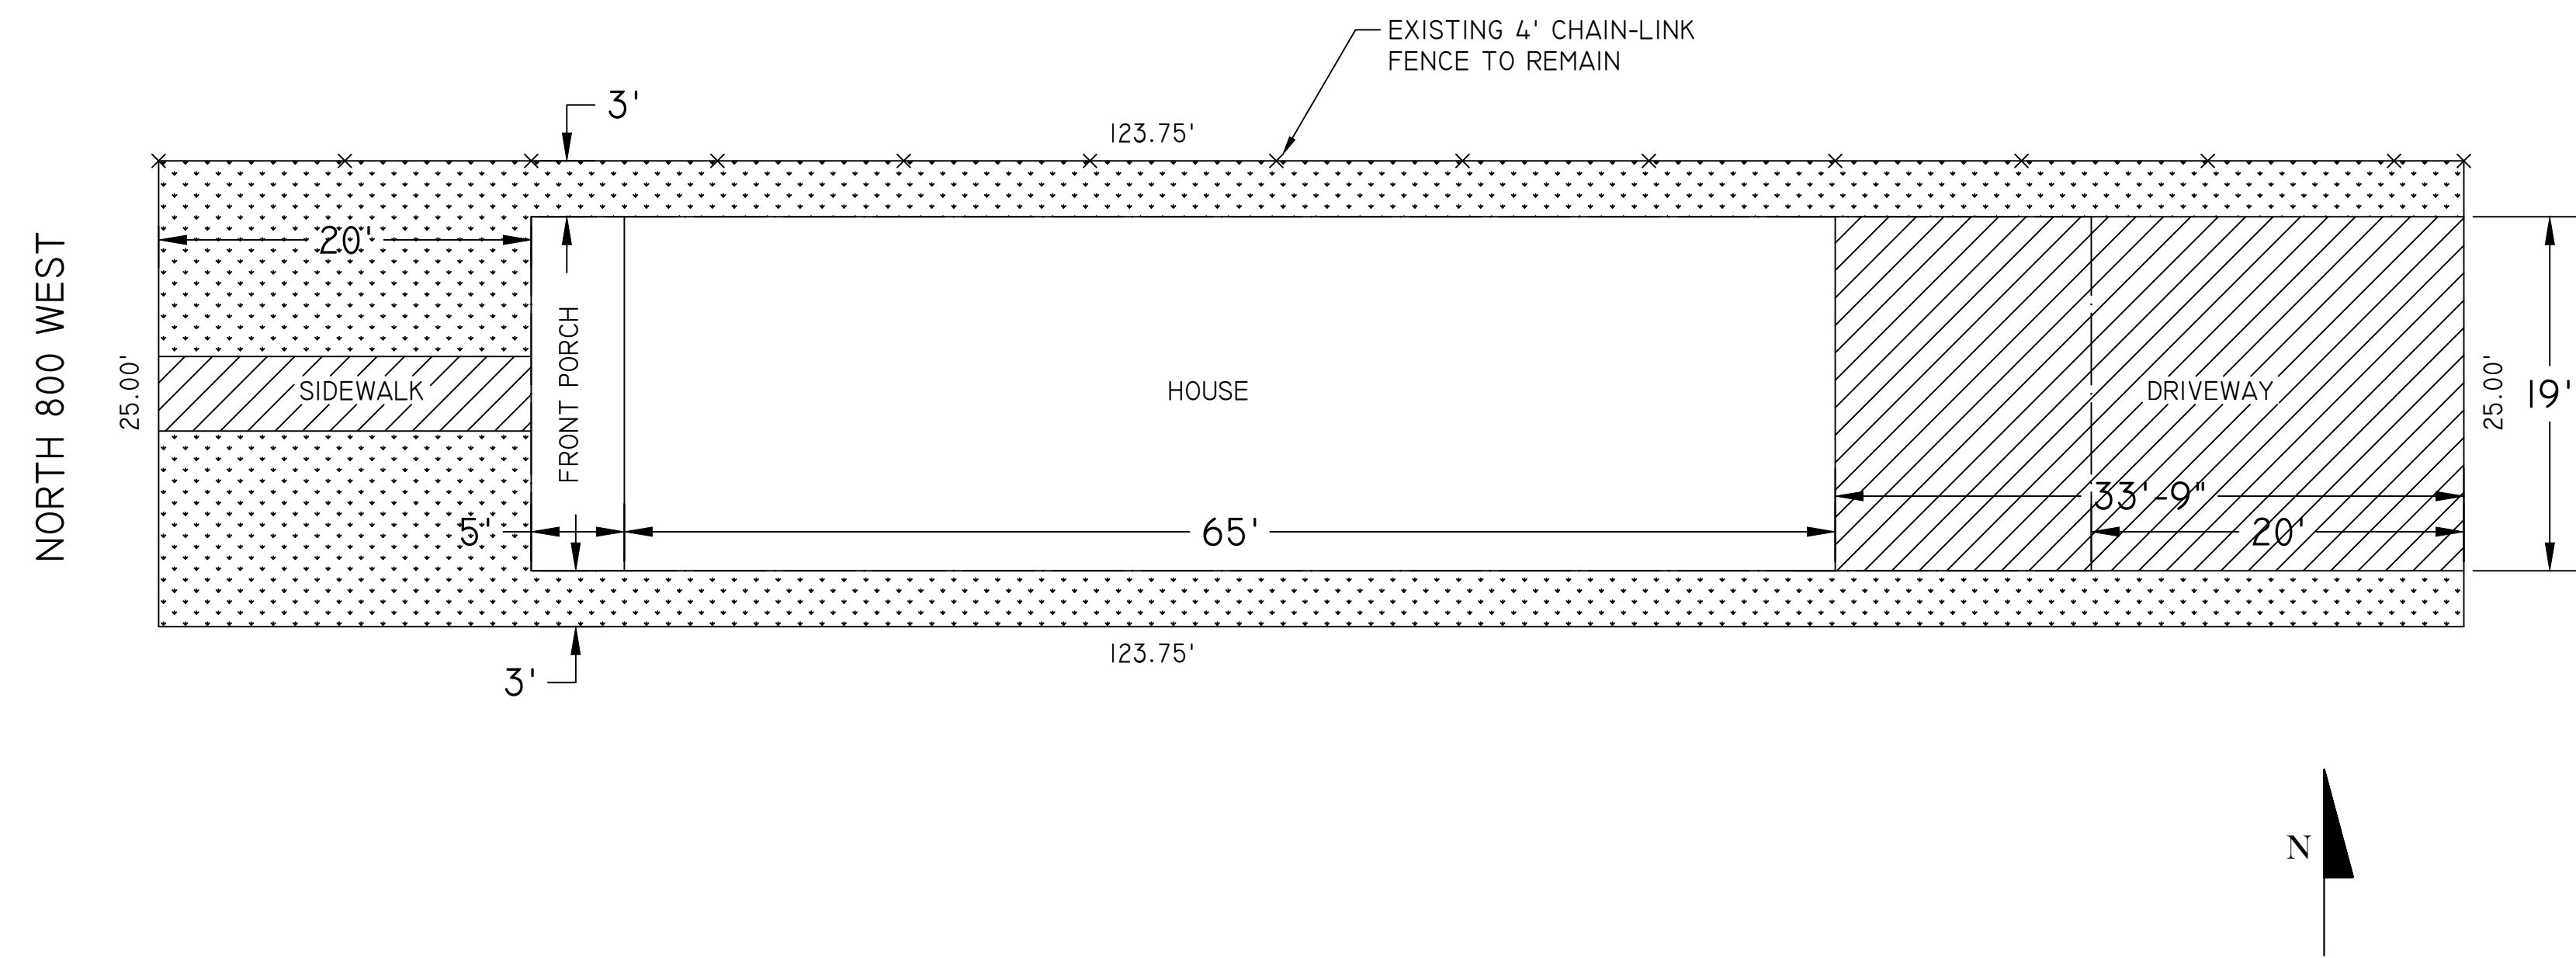 EXISTING 4' CHAIN-LINK
FENCE TO REMAIN
3'
123.75'
20'
NORTH 800 WEST
25.00'
SIDEWALK
FRONT PORCH
HOUSE
DRIVEWAY
25.00'
19'
33'-9"
5'
65'
20'
3'
123.75'
N